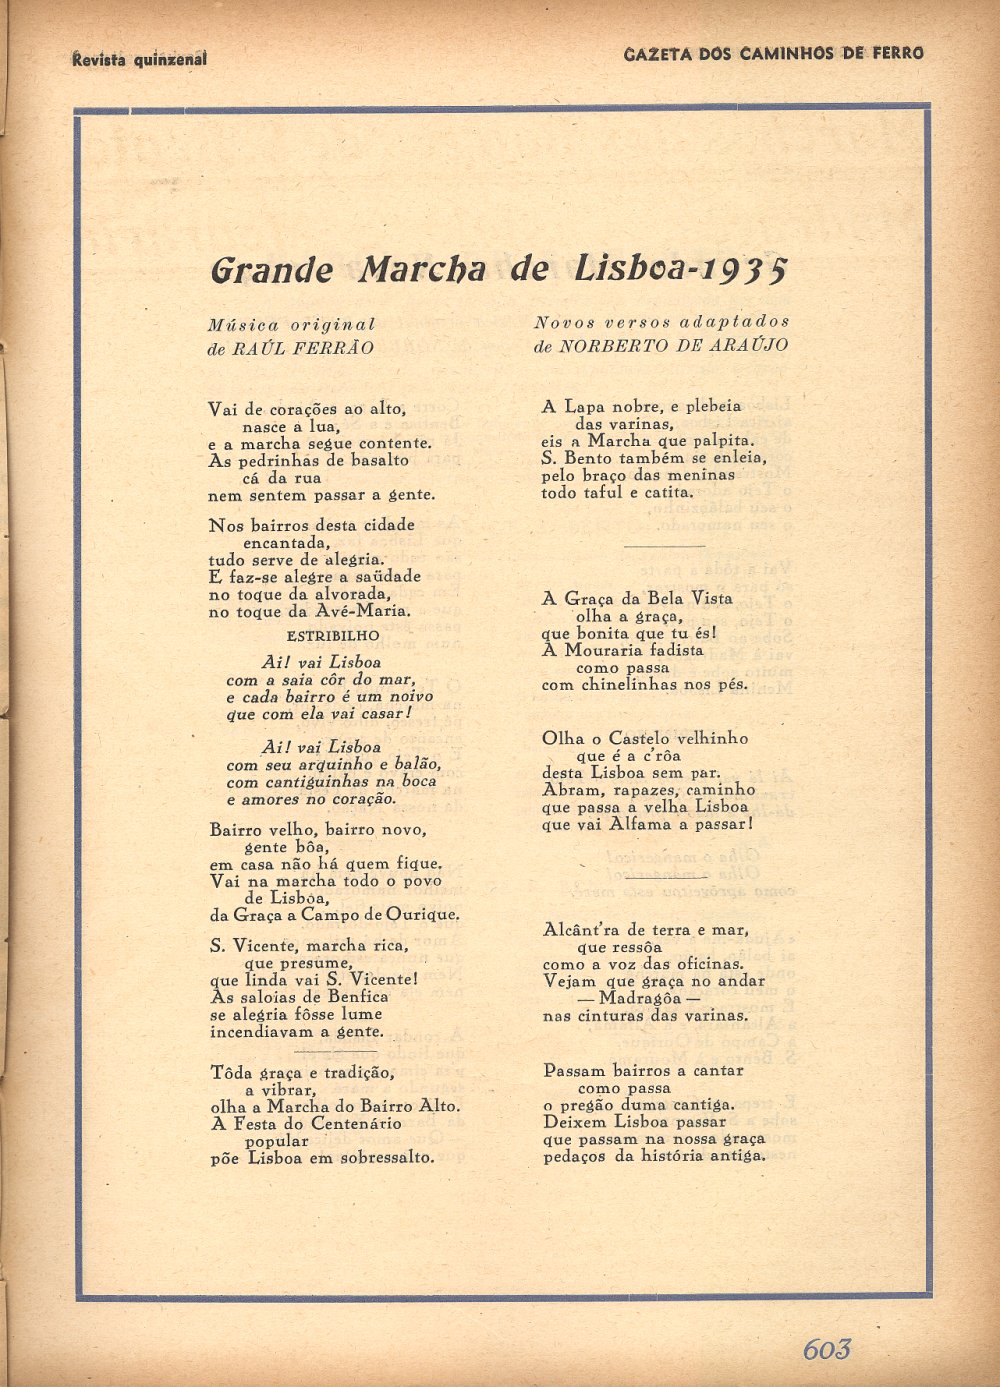 Revista quinzenal
GAZETA DOS CAMINHOS DE FERRO
Grande Marcha de Lisboa-1935
Música original
de RAÚL FERRÃO
Novos versos adaptados
de NORBERTO DE ARAÚJO
Vai de corações ao alto,
nasce a lua,
e a marcha segue contente.
As pedrinhas de basalto
cá da rua
nem sentem passar a gente.
Nos bairros desta cidade
encantada,
tudo serve de alegria.
E faz-se alegre a saüdade
no toque da alvorada,
no toque da Avé-Maria.
ESTRIBILHO
Ai! vai Lisboa
com a saia côr do mar,
e cada bairro é um noivo
que com ela vai casar!
Ai! vai Lisboa
com seu arquinho e balão,
com cantiguinhas na boca
e amores no coração.
Bairro velho, bairro novo,
gente bôa,
em casa não há quem fique.
Vai na marcha todo o povo
de Lisbôa,
da Graça a Campo de Ourique.
S. Vicente, marcha rica,
que presume,
que linda vai S. Vicente!
As saloias de Benfica
se alegria fôsse lume
incendiavam a gente.
Tôda graça e tradição,
a vibrar,
olha a Marcha do Bairro Alto.
A Festa do Centenário
popular
põe Lisboa em sobressalto.
A Lapa nobre, e plebeia
das varinas,
eis a Marcha que palpita.
S. Bento também se enleia,
pelo braço das meninas
todo taful e catita.
A Graça da Bela Vista
olha a graça,
que bonita que tu és!
A Mouraria fadista
como passa
com chinelinhas nos pés.
Olha o Castelo velhinho
que é a c'rôa
desta Lisboa sem par.
Abram, rapazes, caminho
que passa a velha Lisboa
que vai Alfama a passar!
Alcânt'ra de terra e mar,
que ressôa
como a voz das oficinas.
Vejam que graça no andar
— Madragôa —
nas cinturas das varinas.
Passam bairros a cantar
como passa
o pregão duma cantiga.
Deixem Lisboa passar
que passam na nossa graça
pedaços da história antiga.
603